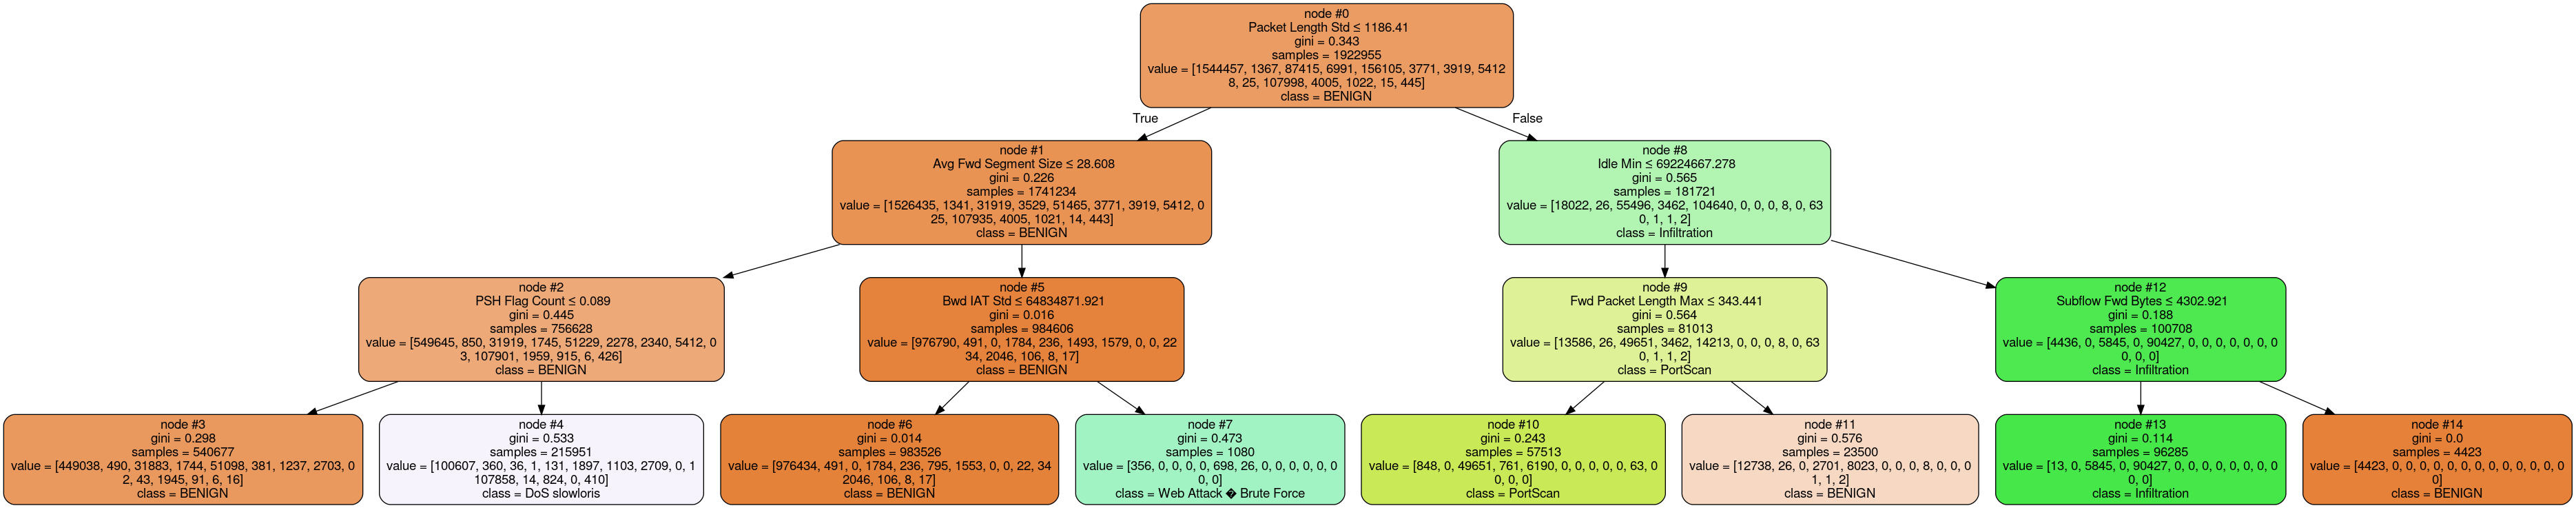 node #0
Packet Length Std ≤ 1186.41
gini = 0.343
samples = 1922955
value = [1544457, 1367, 87415, 6991, 156105, 3771, 3919, 5412
8, 25, 107998, 4005, 1022, 15, 445]
class = BENIGN
True
False
node #1
Avg Fwd Segment Size ≤ 28.608
gini = 0.226
samples = 1741234
value = [1526435, 1341, 31919, 3529, 51465, 3771, 3919, 5412, 0
25, 107935, 4005, 1021, 14, 443]
class = BENIGN
node #8
Idle Min ≤ 69224667.278
gini = 0.565
samples = 181721
value = [18022, 26, 55496, 3462, 104640, 0, 0, 0, 8, 0, 63
0, 1, 1, 2]
class = Infiltration
node #2
PSH Flag Count ≤ 0.089
gini = 0.445
samples = 756628
value = [549645, 850, 31919, 1745, 51229, 2278, 2340, 5412, 0
3, 107901, 1959, 915, 6, 426]
class = BENIGN
node #5
Bwd IAT Std ≤ 64834871.921
gini = 0.016
samples = 984606
value = [976790, 491, 0, 1784, 236, 1493, 1579, 0, 0, 22
34, 2046, 106, 8, 17]
class = BENIGN
node #9
Fwd Packet Length Max ≤ 343.441
gini = 0.564
samples = 81013
value = [13586, 26, 49651, 3462, 14213, 0, 0, 0, 8, 0, 63
0, 1, 1, 2]
class = PortScan
node #12
Subflow Fwd Bytes ≤ 4302.921
gini = 0.188
samples = 100708
value = [4436, 0, 5845, 0, 90427, 0, 0, 0, 0, 0, 0, 0
0, 0, 0]
class = Infiltration
node #3
gini = 0.298
samples = 540677
value = [449038, 490, 31883, 1744, 51098, 381, 1237, 2703, 0
2, 43, 1945, 91, 6, 16]
class = BENIGN
node #4
gini = 0.533
samples = 215951
value = [100607, 360, 36, 1, 131, 1897, 1103, 2709, 0, 1
107858, 14, 824, 0, 410]
class = DoS slowloris
node #6
gini = 0.014
samples = 983526
value = [976434, 491, 0, 1784, 236, 795, 1553, 0, 0, 22, 34
2046, 106, 8, 17]
class = BENIGN
node #7
gini = 0.473
samples = 1080
value = [356, 0, 0, 0, 0, 698, 26, 0, 0, 0, 0, 0, 0
0, 0]
class = Web Attack � Brute Force
node #10
gini = 0.243
samples = 57513
value = [848, 0, 49651, 761, 6190, 0, 0, 0, 0, 0, 63, 0
0, 0, 0]
class = PortScan
node #11
gini = 0.576
samples = 23500
value = [12738, 26, 0, 2701, 8023, 0, 0, 0, 8, 0, 0, 0
1, 1, 2]
class = BENIGN
node #13
gini = 0.114
samples = 96285
value = [13, 0, 5845, 0, 90427, 0, 0, 0, 0, 0, 0, 0, 0
0, 0]
class = Infiltration
node #14
gini = 0.0
samples = 4423
value = [4423, 0, 0, 0, 0, 0, 0, 0, 0, 0, 0, 0, 0, 0
0]
class = BENIGN